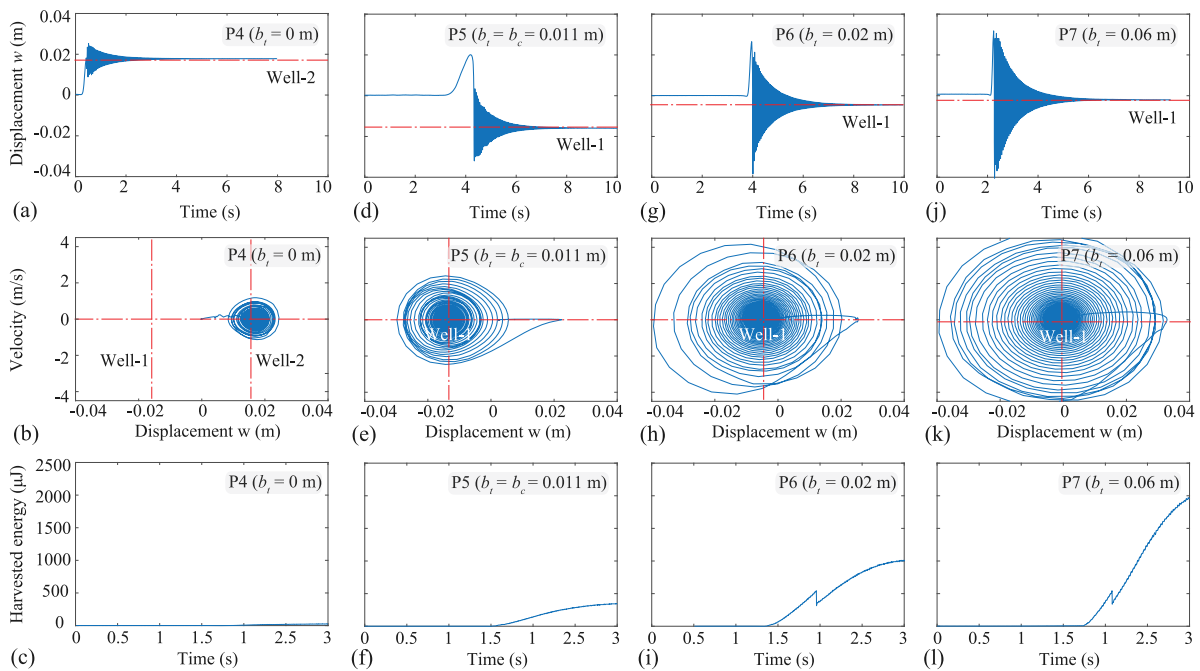 0.04
0.02
0
-0.02
-0.04
Displacement w (m)
P4 (b_t = 0 m)
Well-2
0 2 4 6 8 10
(a) Time (s)
P5 (b_t = b_c = 0.011 m)
Well-1
0 2 4 6 8 10
(d) Time (s)
P6 (b_t = 0.02 m)
Well-1
0 2 4 6 8 10
(g) Time (s)
P7 (b_t = 0.06 m)
Well-1
0 2 4 6 8 10
(j) Time (s)
4
2
0
-2
-4
Velocity (m/s)
P4 (b_t = 0 m)
Well-1 Well-2
-0.04 -0.02 0 0.02 0.04
(b) Displacement w (m)
P5 (b_t = b_c = 0.011 m)
Well-1
-0.04 -0.02 0 0.02 0.04
(e) Displacement w (m)
P6 (b_t = 0.02 m)
Well-1
-0.04 -0.02 0 0.02 0.04
(h) Displacement w (m)
P7 (b_t = 0.06 m)
Well-1
-0.04 -0.02 0 0.02 0.04
(k) Displacement w (m)
2500
2000
1500
1000
500
0
Harvested energy (μJ)
P4 (b_t = 0 m)
0 0.5 1 1.5 1 2.5 3
(c) Time (s)
P5 (b_t = b_c = 0.011 m)
0 0.5 1 1.5 1 2.5 3
(f) Time (s)
P6 (b_t = 0.02 m)
0 0.5 1 1.5 1 2.5 3
(i) Time (s)
P7 (b_t = 0.06 m)
0 0.5 1 1.5 1 2.5 3
(l) Time (s)